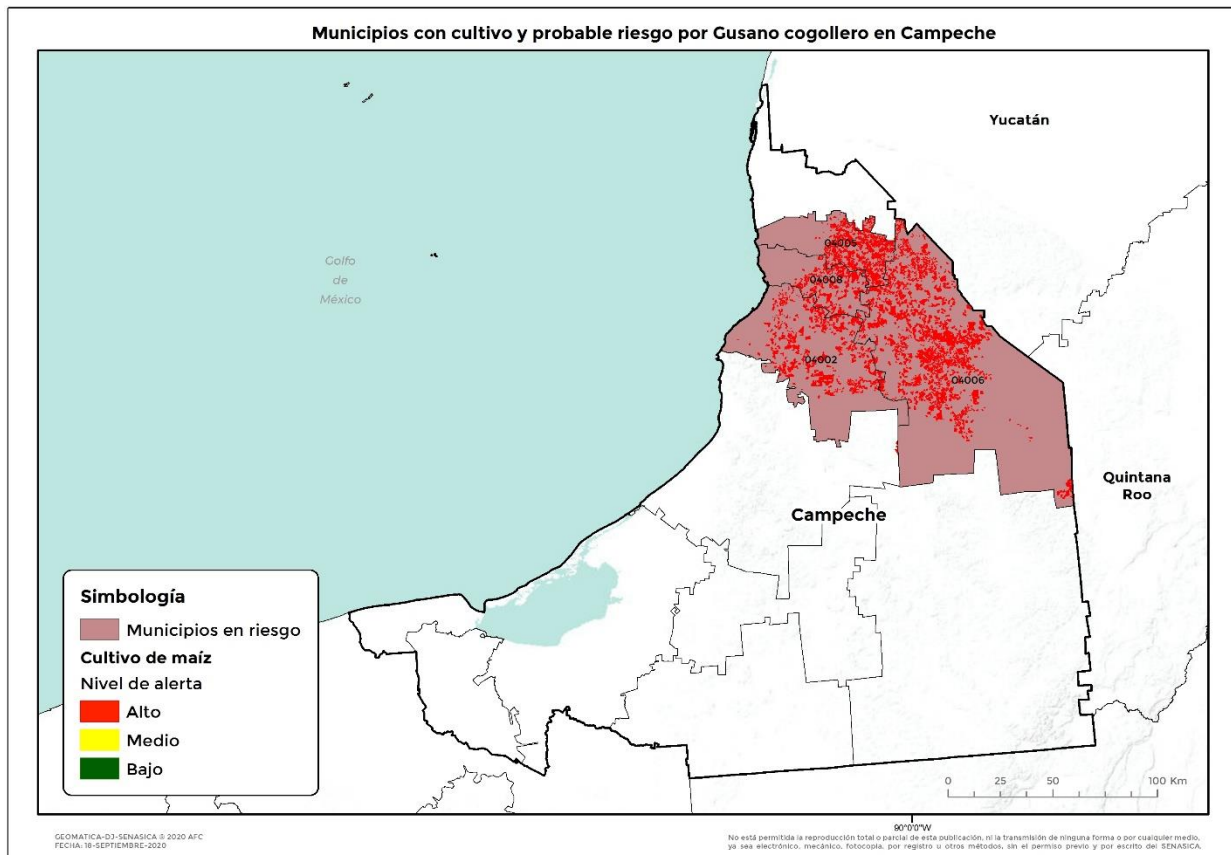 Municipios con cultivo y probable riesgo por Gusano cogollero en Campeche
Yucatán
Golfo
de
México
04005
04008
04002
04006
Quintana
Roo
Campeche
Simbología
Municipios en riesgo
Cultivo de maíz
Nivel de alerta
Alto
Medio
Bajo
0 25 50 100 Km
90°0'0"W
GEOMATICA-DJ-SENASICA © 2020 AFC
FECHA: 18-SEPTIEMBRE-2020
No está permitida la reproducción total o parcial de esta publicación, ni la transmisión de ninguna forma o por cualquier medio,
ya sea electrónico, mecánico, fotocopia, por registro u otros métodos, sin el permiso previo y por escrito del SENASICA.